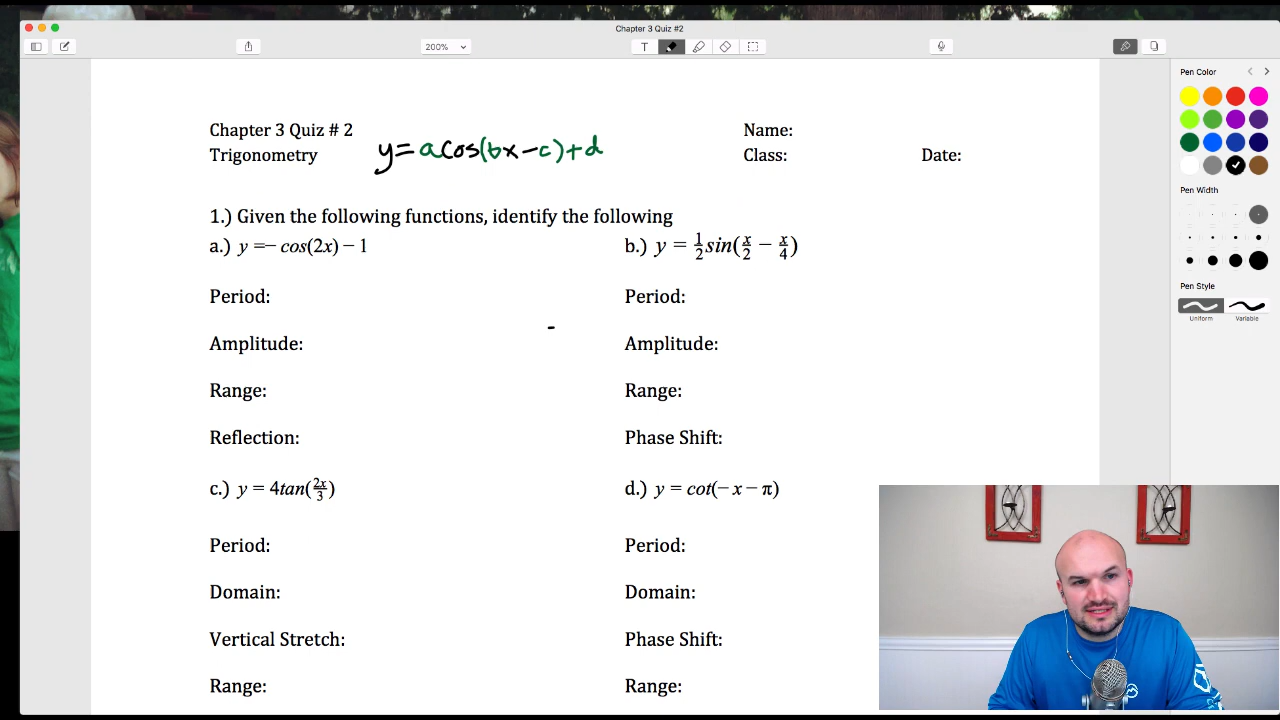 Chapter 3 Quiz #2
200%
T
Pen Color
Chapter 3 Quiz # 2
Name:
Trigonometry
y=acos(bx-c)+d
Class:
Date:
Pen Width
1.) Given the following functions, identify the following
a.) y =− cos(2x) − 1
b.) y = 1/2 sin(x/2 − x/4)
Pen Style
Uniform
Variable
Period:
Period:
Amplitude:
Amplitude:
Range:
Range:
Reflection:
Phase Shift:
c.) y = 4tan(2x/3)
d.) y = cot(− x − π)
Period:
Period:
Domain:
Domain:
Vertical Stretch:
Phase Shift:
Range:
Range: